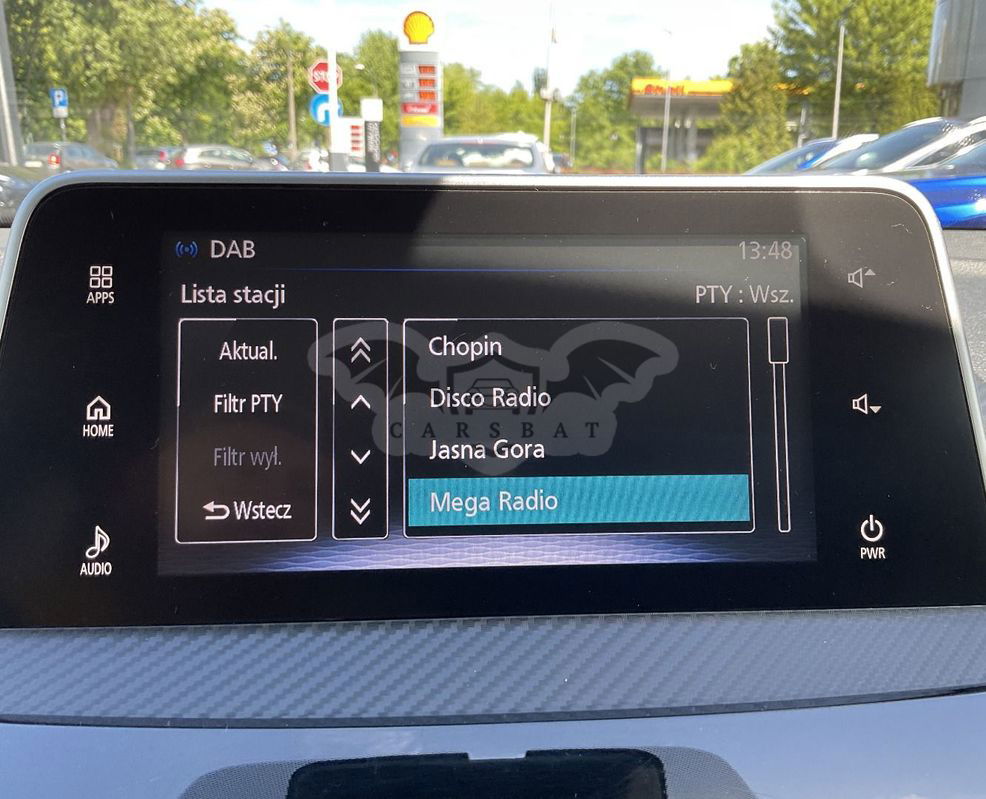 STOP
P
DAB
13:48
Lista stacji
PTY : Wsz.
Aktual.
Filtr PTY
Filtr wył.
Wstecz
Chopin
Disco Radio
Jasna Gora
Mega Radio
CARSBAT
APPS
HOME
AUDIO
PWR